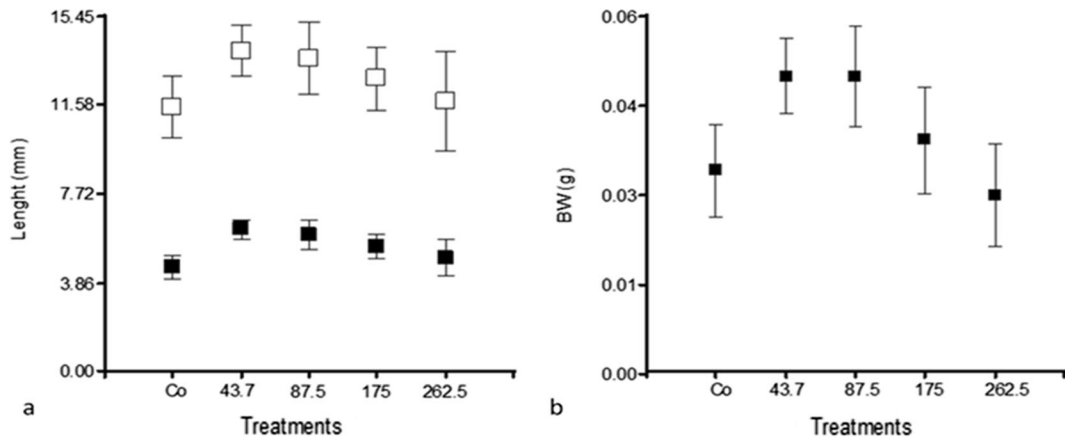 15.45
11.58
7.72
3.86
0.00
Lenght (mm)
Co 43.7 87.5 175 262.5
Treatments
a
0.06
0.04
0.03
0.01
0.00
BW (g)
Co 43.7 87.5 175 262.5
Treatments
b